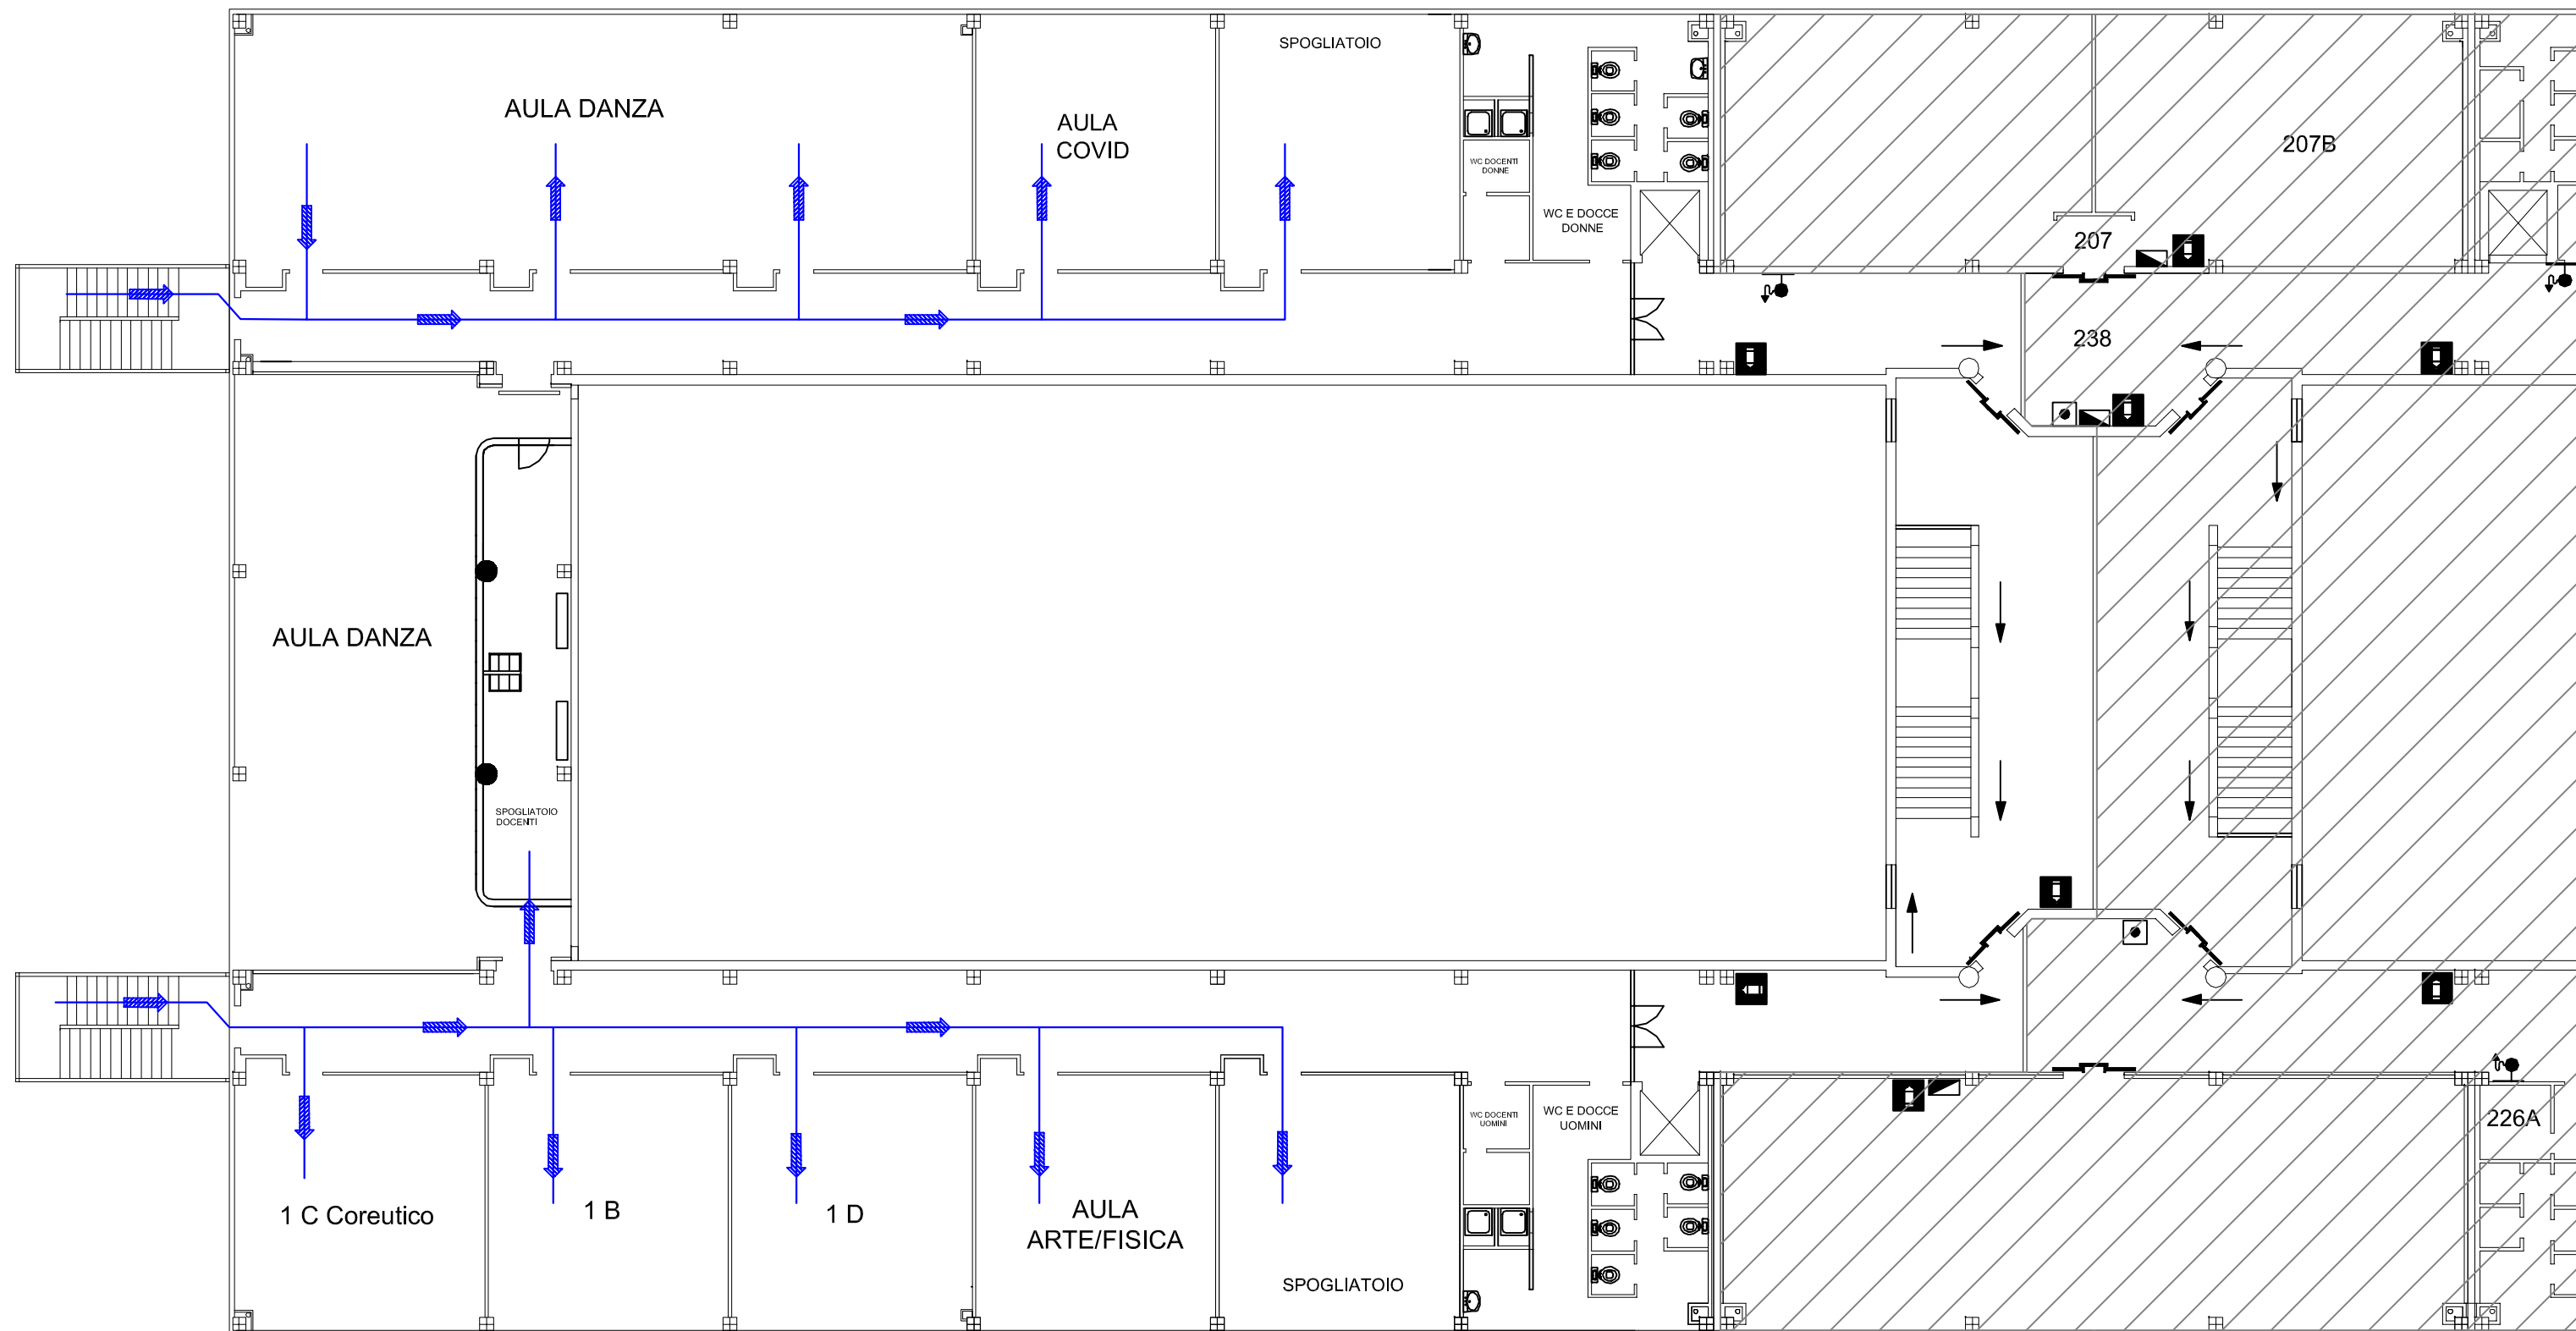 SPOGLIATOIO
AULA DANZA
AULA
COVID
207B
WC DOCENTI
DONNE
WC E DOCCE
DONNE
207
238
AULA DANZA
SPOGLIATOIO
DOCENTI
WC DOCENTI
UOMINI
WC E DOCCE
UOMINI
226A
1 C Coreutico
1 B
1 D
AULA
ARTE/FISICA
SPOGLIATOIO